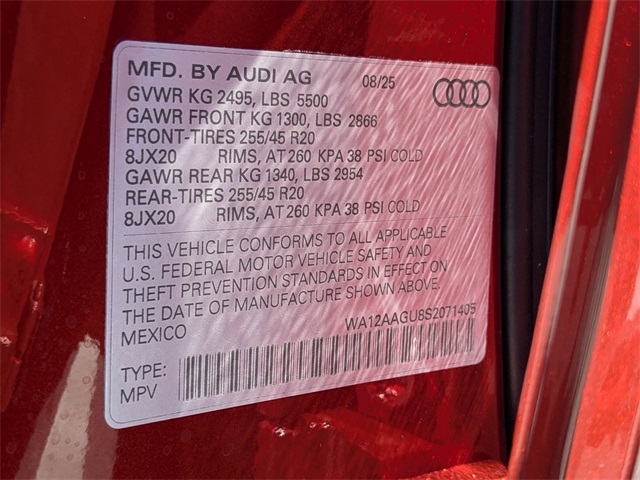 MFD. BY AUDI AG 08/25
GVWR KG 2495, LBS 5500
GAWR FRONT KG 1300, LBS 2866
FRONT-TIRES 255/45 R20
8JX20 RIMS, AT 260 KPA 38 PSI COLD
GAWR REAR KG 1340, LBS 2954
REAR-TIRES 255/45 R20
8JX20 RIMS, AT 260 KPA 38 PSI COLD
THIS VEHICLE CONFORMS TO ALL APPLICABLE
U.S. FEDERAL MOTOR VEHICLE SAFETY AND
THEFT PREVENTION STANDARDS IN EFFECT ON
THE DATE OF MANUFACTURE SHOWN ABOVE.
MEXICO WA12AAGU8S2071405
TYPE:
MPV